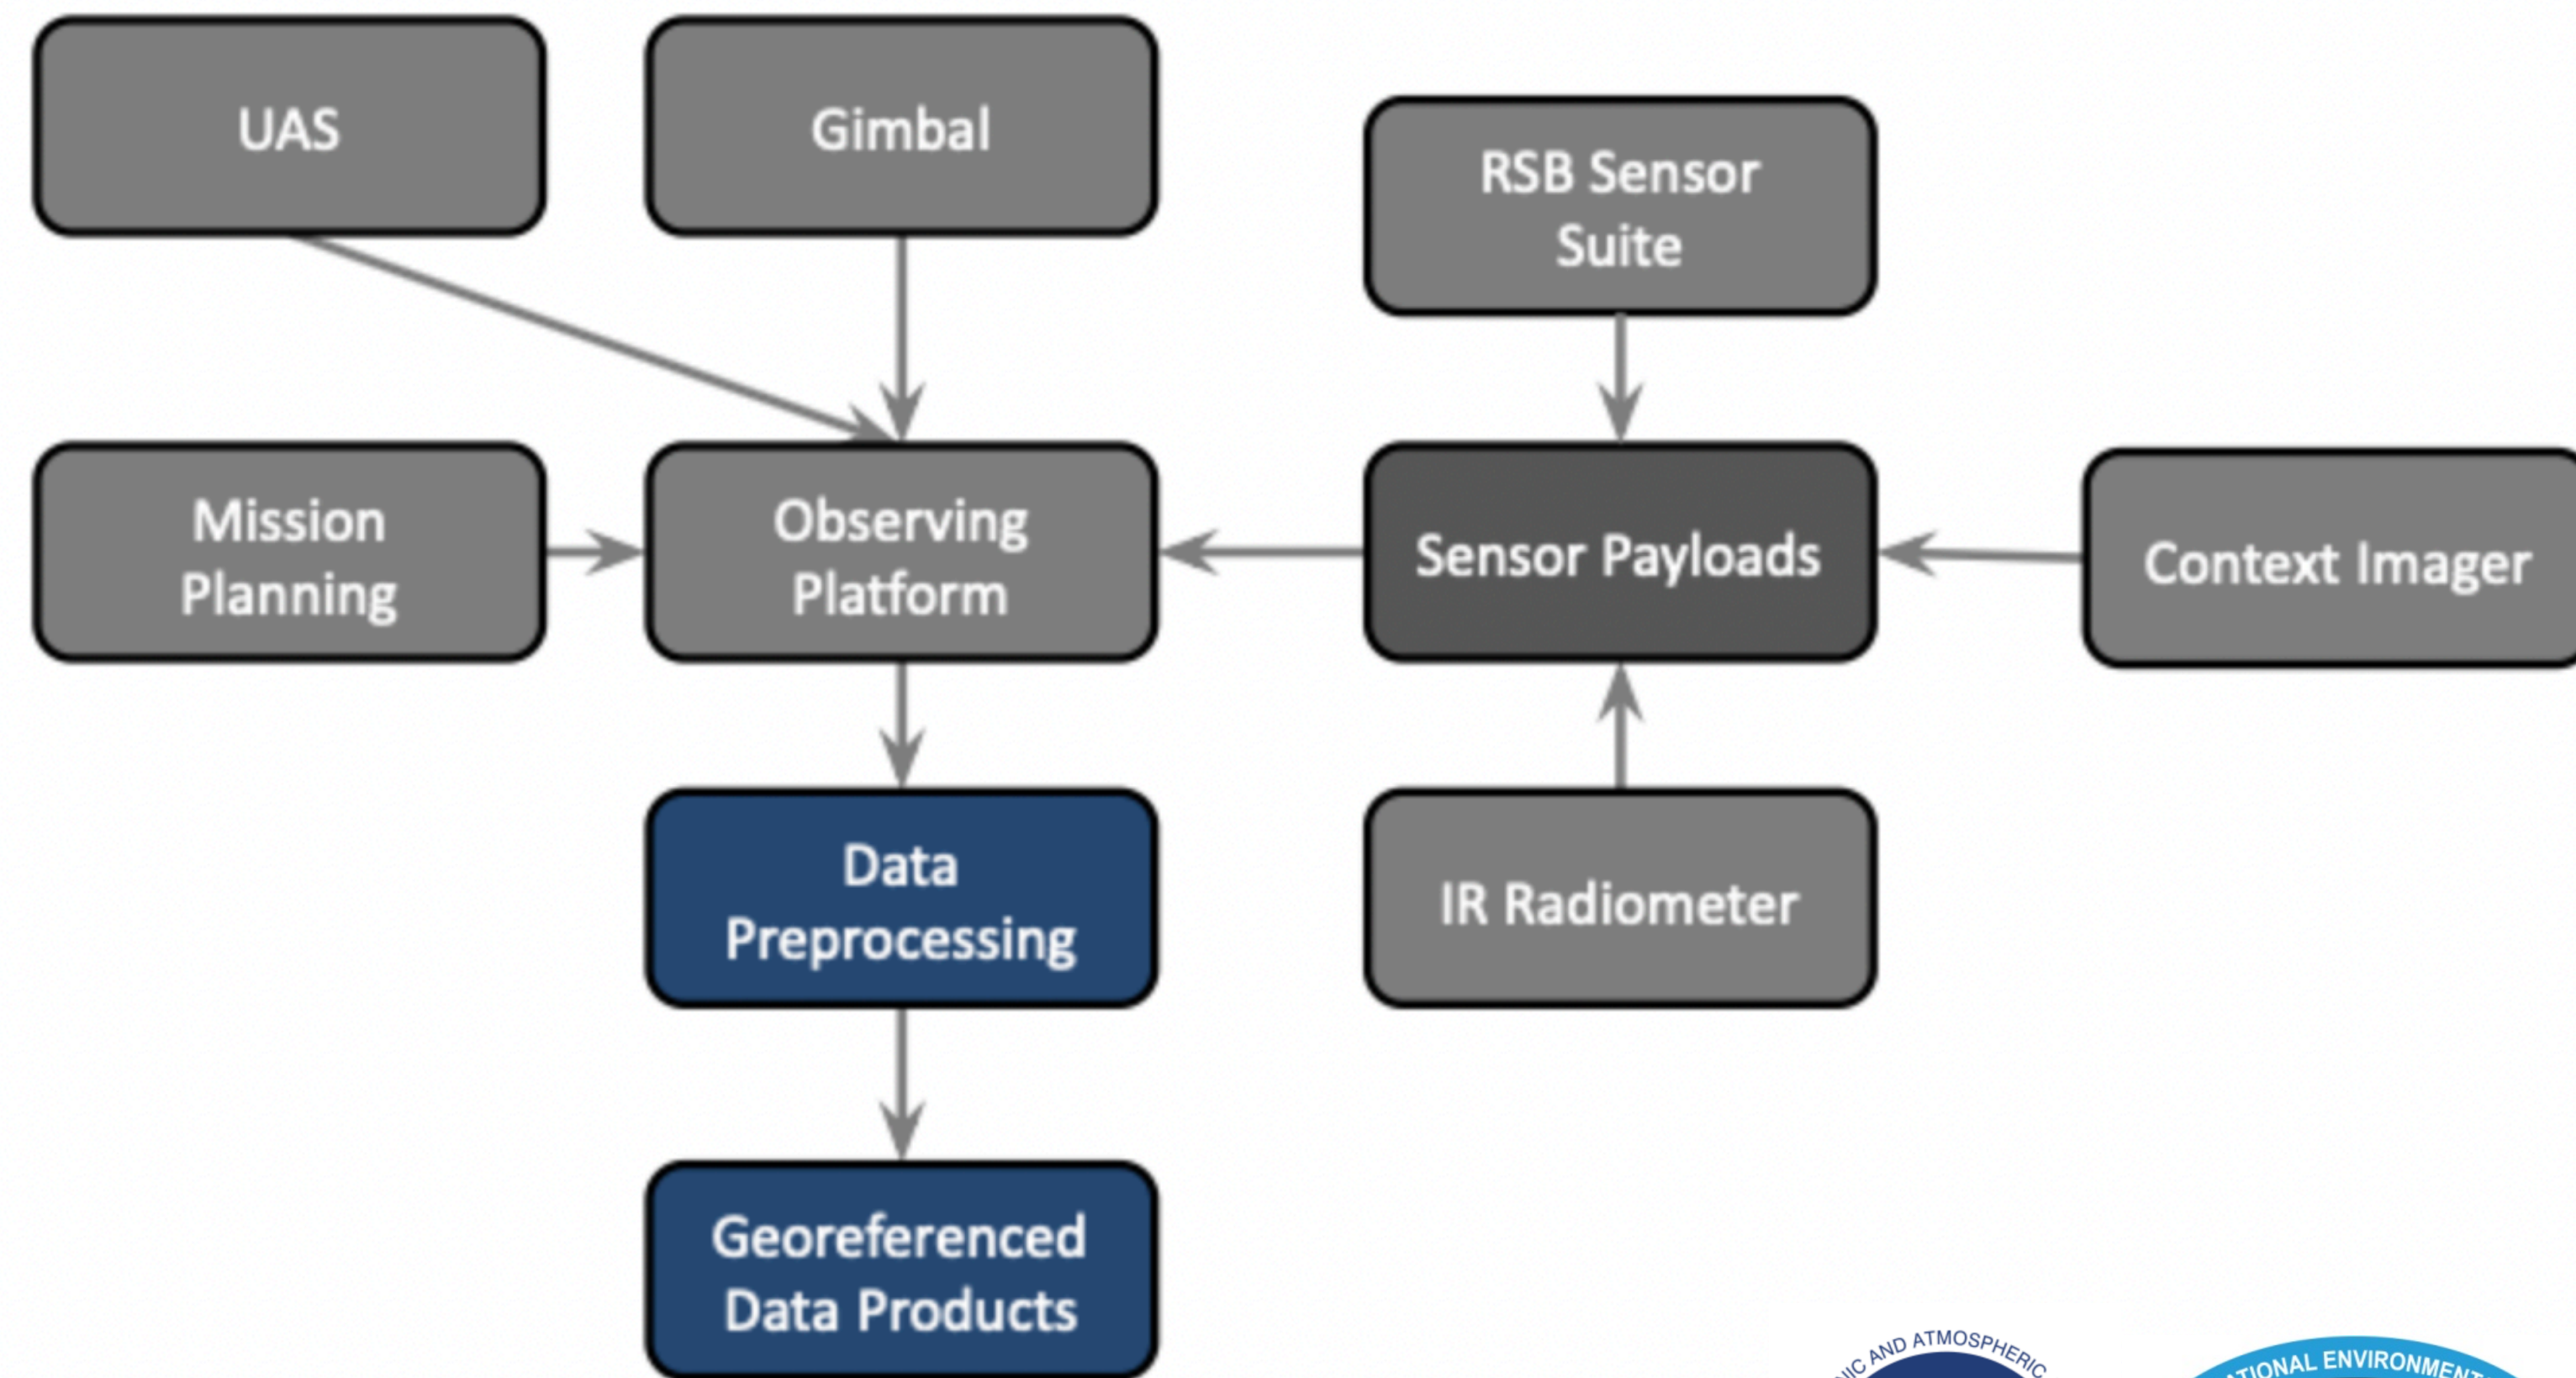 UAS
Gimbal
RSB Sensor
Suite
Mission
Planning
Observing
Platform
Sensor Payloads
Context Imager
Data
Preprocessing
IR Radiometer
Georeferenced
Data Products
AND ATMOSPHERIC
ENVIRONMENT